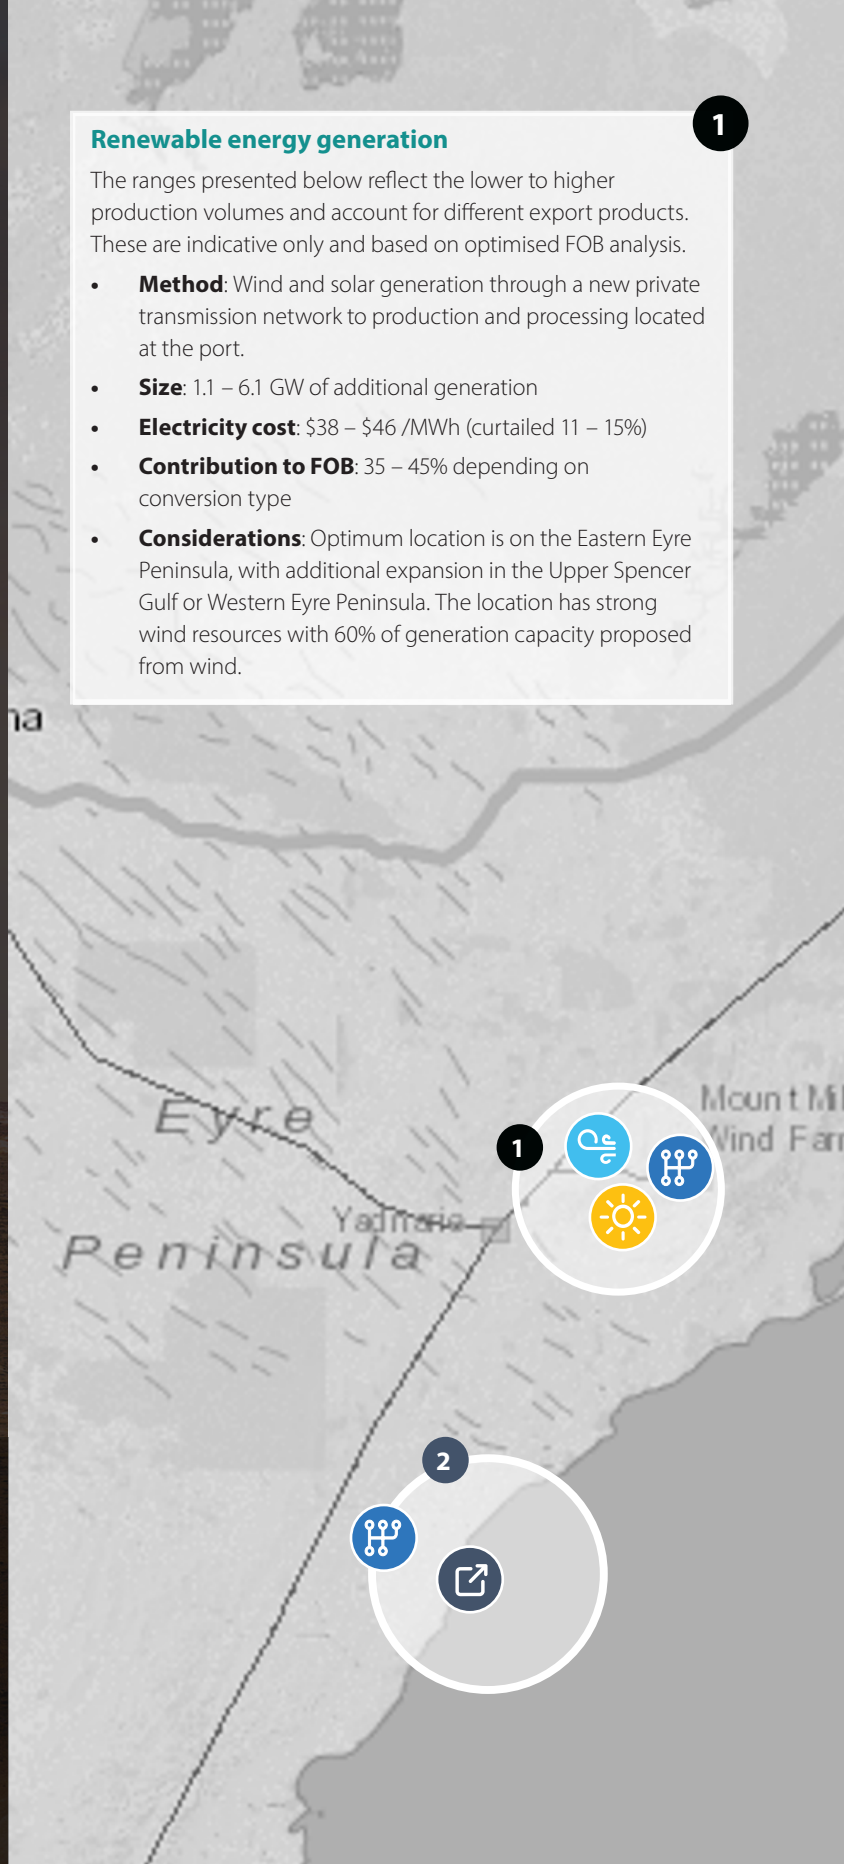 1
Renewable energy generation
The ranges presented below reflect the lower to higher
production volumes and account for different export products.
These are indicative only and based on optimised FOB analysis.
• Method: Wind and solar generation through a new private
transmission network to production and processing located
at the port.
• Size: 1.1 – 6.1 GW of additional generation
• Electricity cost: $38 – $46 /MWh (curtailed 11 – 15%)
• Contribution to FOB: 35 – 45% depending on
conversion type
• Considerations: Optimum location is on the Eastern Eyre
Peninsula, with additional expansion in the Upper Spencer
Gulf or Western Eyre Peninsula. The location has strong
wind resources with 60% of generation capacity proposed
from wind.
na
Mount Mil
Wind Far
Eyre
1
Peninsula
2